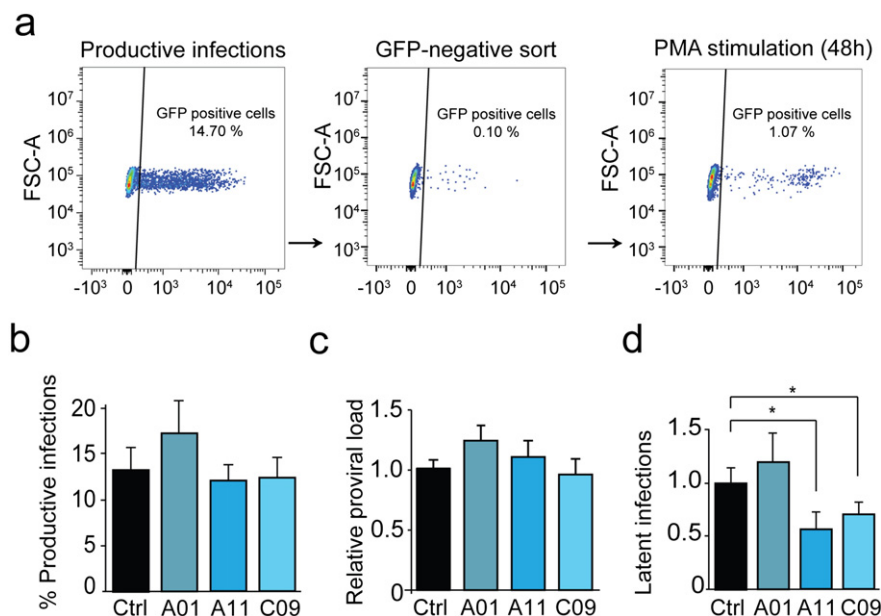 a
Productive infections
GFP-negative sort
PMA stimulation (48h)
FSC-A
10⁷
10⁶
10⁵
10⁴
10³
GFP positive cells
14.70 %
-10³ 0 10³ 10⁴ 10⁵
FSC-A
10⁷
10⁶
10⁵
10⁴
10³
GFP positive cells
0.10 %
-10³ 0 10³ 10⁴ 10⁵
FSC-A
10⁷
10⁶
10⁵
10⁴
10³
GFP positive cells
1.07 %
-10³ 0 10³ 10⁴ 10⁵
b
% Productive infections
20
15
10
5
0
Ctrl A01 A11 C09
c
Relative proviral load
1.5
1.0
0.5
0
Ctrl A01 A11 C09
d
Latent infections
1.5
1.0
0.5
0
*
*
Ctrl A01 A11 C09